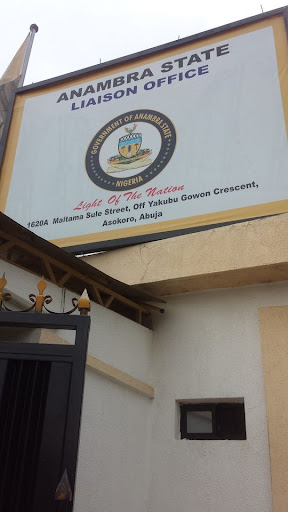 ANAMBRA STATE
LIAISON OFFICE
GOVERNMENT OF ANAMBRA STATE
NIGERIA
Light Of The Nation
1620A Maitama Sule Street, Off Yakubu Gowon Crescent,
Asokoro, Abuja